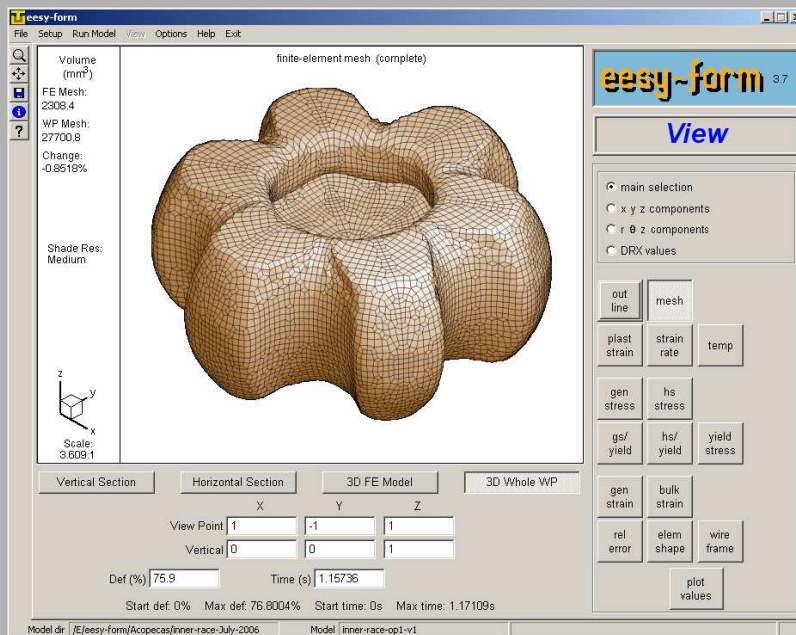 eesy-form
File Setup Run Model View Options Help Exit
Volume
(mm³)
FE Mesh:
2308.4
WP Mesh:
27700.8
Change:
-0.8518%
Shade Res:
Medium
z
y
x
Scale:
3.609:1
finite-element mesh (complete)
eesy-form 3.7
View
main selection
x y z components
r θ z components
DRX values
out line
mesh
plast strain
strain rate
temp
gen stress
hs stress
gs/ yield
hs/ yield
yield stress
gen strain
bulk strain
rel error
elem shape
wire frame
plot values
Vertical Section Horizontal Section 3D FE Model 3D Whole WP
X Y Z
View Point 1 -1 1
Vertical 0 0 1
Def (%) 75.9 Time (s) 1.15736
Start def: 0% Max def: 76.8004% Start time: 0s Max time: 1.17109s
Model dir /E/eesy-form/Acopecas/inner-race-July-2006 Model inner-race-op1-v1